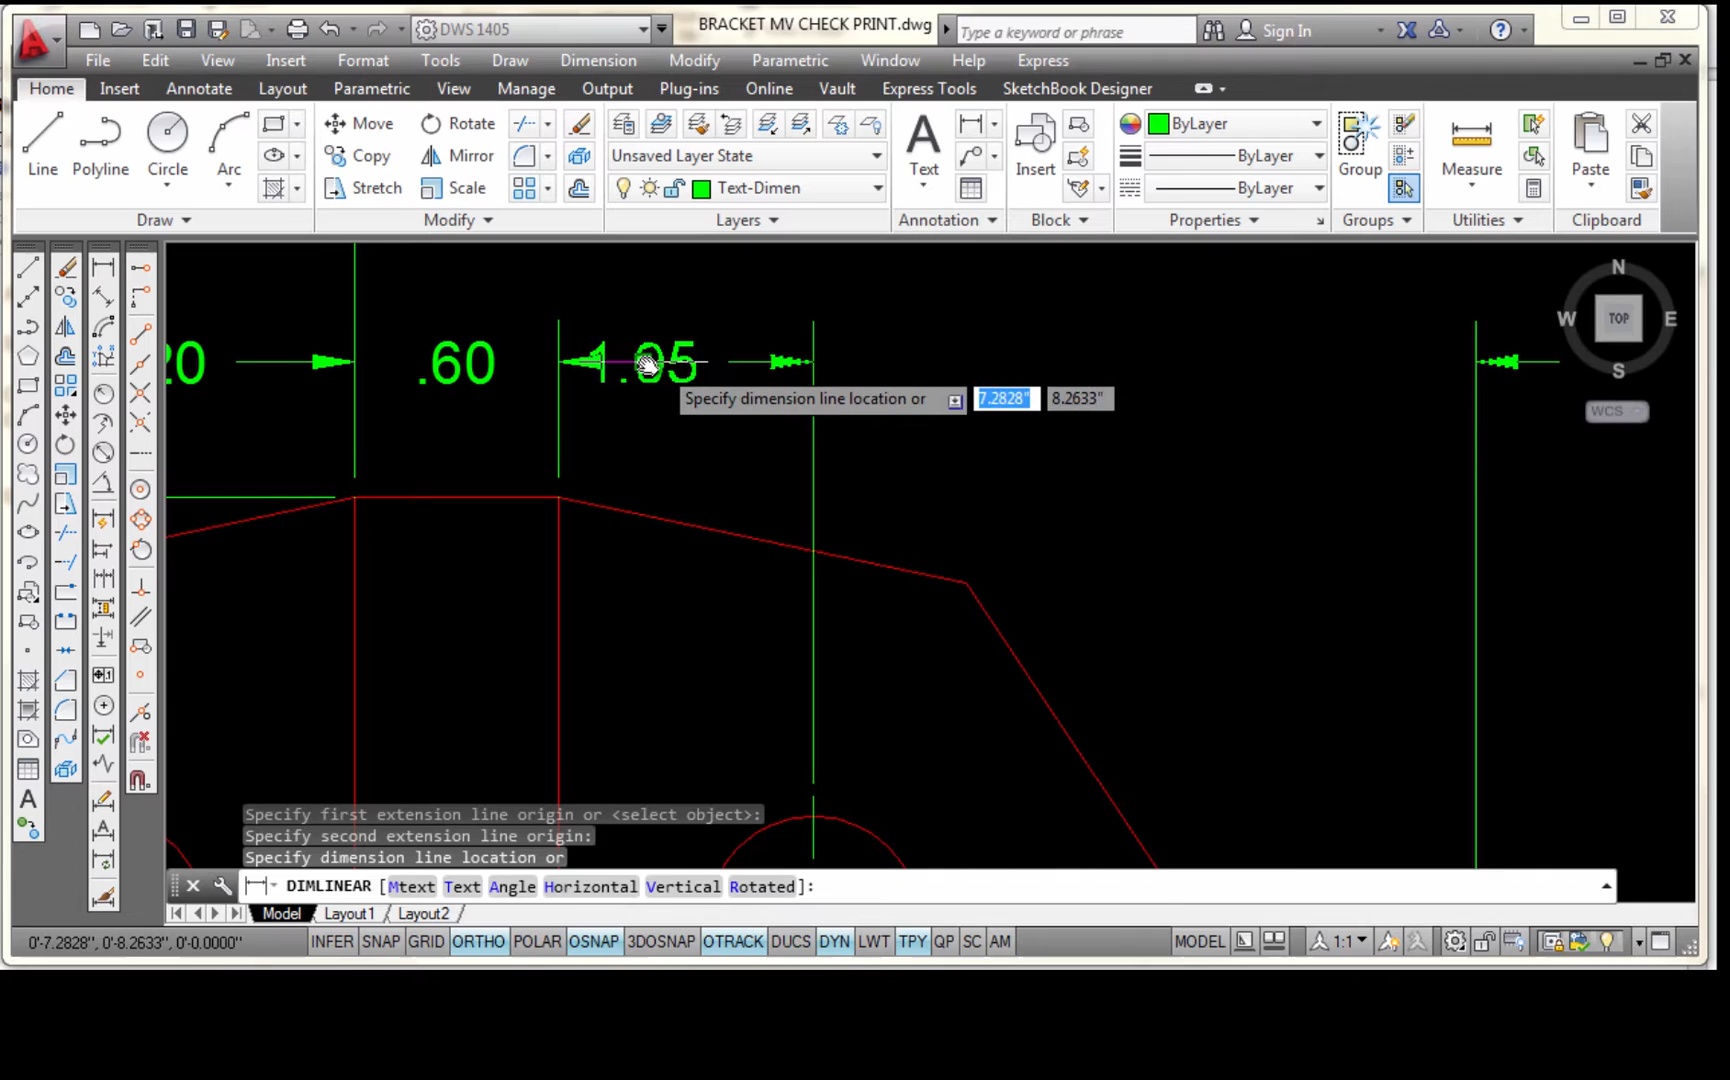 DWS 1405
BRACKET MV CHECK PRINT.dwg
Type a keyword or phrase
Sign In
File Edit View Insert Format Tools Draw Dimension Modify Parametric Window Help Express
Home Insert Annotate Layout Parametric View Manage Output Plug-ins Online Vault Express Tools SketchBook Designer
Line
Polyline
Circle
Arc
Move
Rotate
Copy
Mirror
Stretch
Scale
Unsaved Layer State
Text-Dimen
Text
Insert
ByLayer
ByLayer
ByLayer
Group
Measure
Paste
Draw
Modify
Layers
Annotation
Block
Properties
Groups
Utilities
Clipboard
N
W TOP E
S
WCS
.60
Specify dimension line location or 7.2828" 8.2633"
Specify first extension line origin or <select object>:
Specify second extension line origin:
Specify dimension line location or
DIMLINEAR [Mtext Text Angle Horizontal Vertical Rotated]:
Model Layout1 Layout2
0'-7.2828", 0'-8.2633", 0'-0.0000"
INFER SNAP GRID ORTHO POLAR OSNAP 3DOSNAP OTRACK DUCS DYN LWT TPY QP SC AM
MODEL
1:1